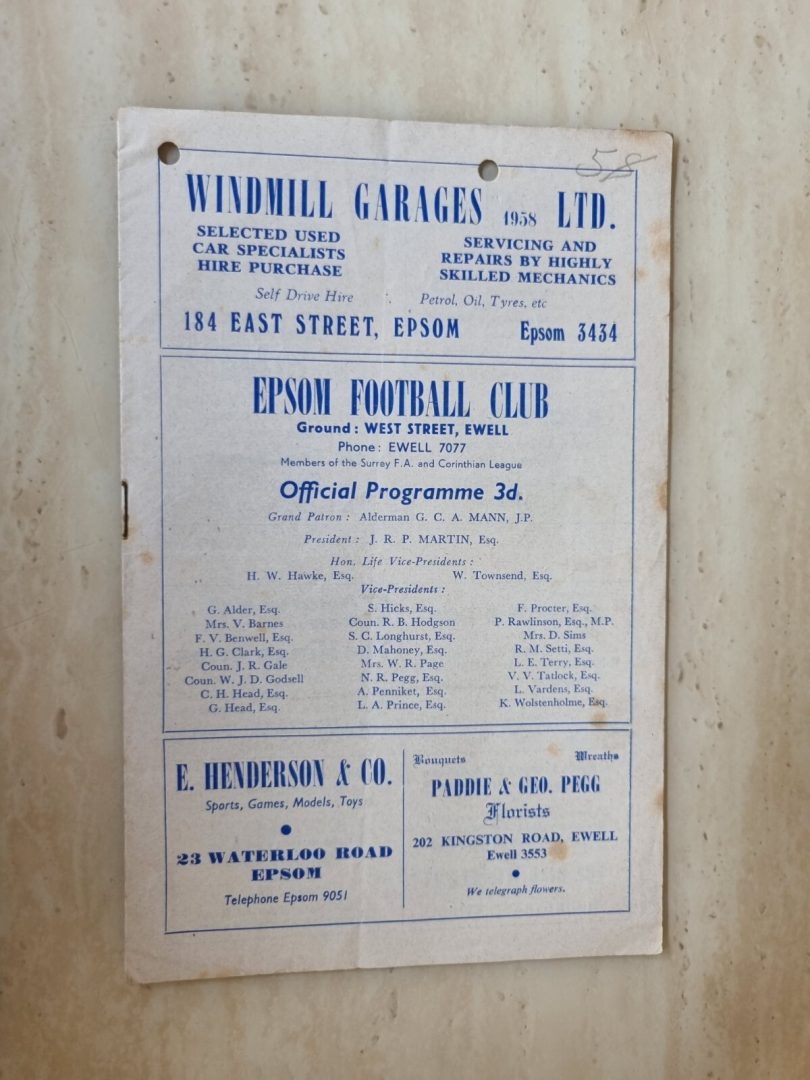 58
WINDMILL GARAGES 1958 LTD.
SELECTED USED
CAR SPECIALISTS
HIRE PURCHASE
SERVICING AND
REPAIRS BY HIGHLY
SKILLED MECHANICS
Self Drive Hire
Petrol, Oil, Tyres, etc
184 EAST STREET, EPSOM
Epsom 3434
EPSOM FOOTBALL CLUB
Ground: WEST STREET, EWELL
Phone: EWELL 7077
Members of the Surrey F.A. and Corinthian League
Official Programme 3d.
Grand Patron: Alderman G. C. A. MANN, J.P.
President: J. R. P. MARTIN, Esq.
Hon. Life Vice-Presidents:
H. W. Hawke, Esq. W. Townsend, Esq.
Vice-Presidents:
G. Alder, Esq.
Mrs. V. Barnes
F. V. Benwell, Esq.
H. G. Clark, Esq.
Coun. J. R. Gale
Coun. W. J. D. Godsell
C. H. Head, Esq.
G. Head, Esq.
S. Hicks, Esq.
Coun. R. B. Hodgson
S. C. Longhurst, Esq.
D. Mahoney, Esq.
Mrs. W. R. Page
N. R. Pegg, Esq.
A. Penniket, Esq.
L. A. Prince, Esq.
F. Procter, Esq.
P. Rawlinson, Esq., M.P.
Mrs. D. Sims
R. M. Setti, Esq.
L. E. Terry, Esq.
V. V. Tatlock, Esq.
L. Vardens, Esq.
K. Wolstenholme, Esq.
E. HENDERSON & CO.
Sports, Games, Models, Toys
23 WATERLOO ROAD
EPSOM
Telephone Epsom 9051
Bouquets Wreaths
PADDIE & GEO. PEGG
Florists
202 KINGSTON ROAD, EWELL
Ewell 3553
We telegraph flowers.